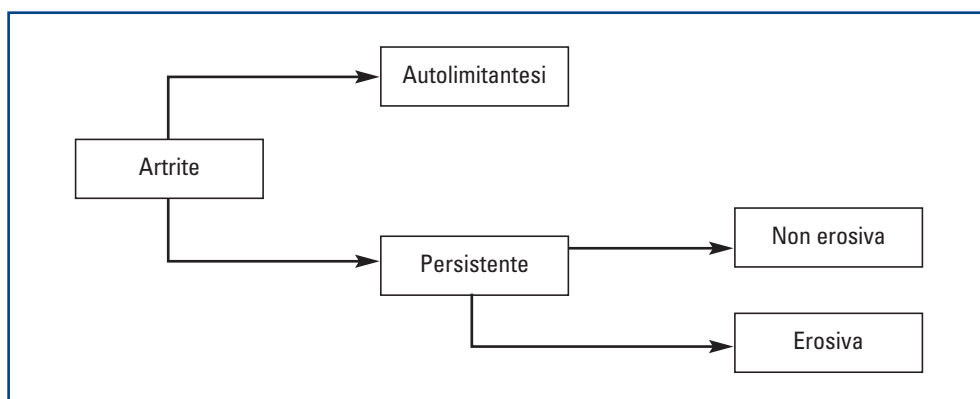 Autolimitantesi
Artrite
Non erosiva
Persistente
Erosiva